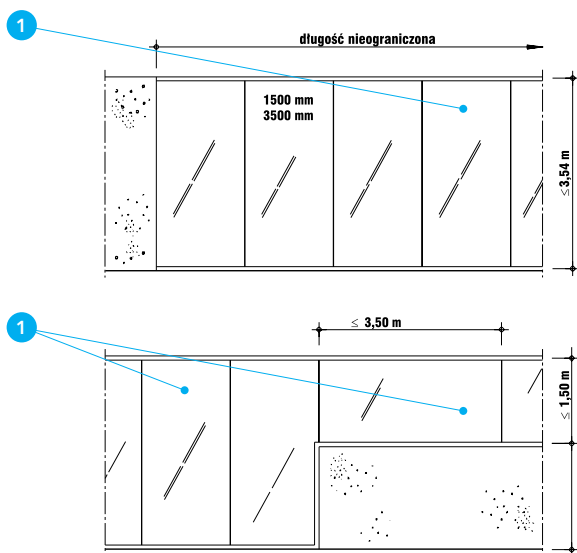 1
długość nieograniczona
1500 mm
3500 mm
≤ 3,54 m
1
≤ 3,50 m
≤ 1,50 m